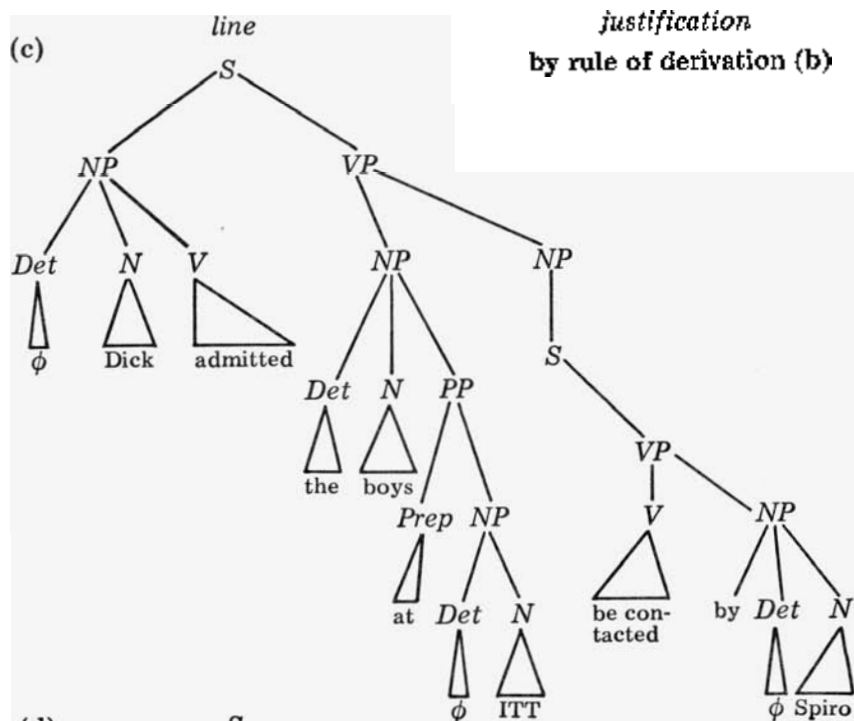 line justification
(c) by rule of derivation (b)
S
NP VP
Det N V NP NP
ϕ Dick admitted S
Det N PP
the boys VP
Prep NP V NP
at Det N be con- by Det N
tacted
ϕ ITT ϕ Spiro
(d) S